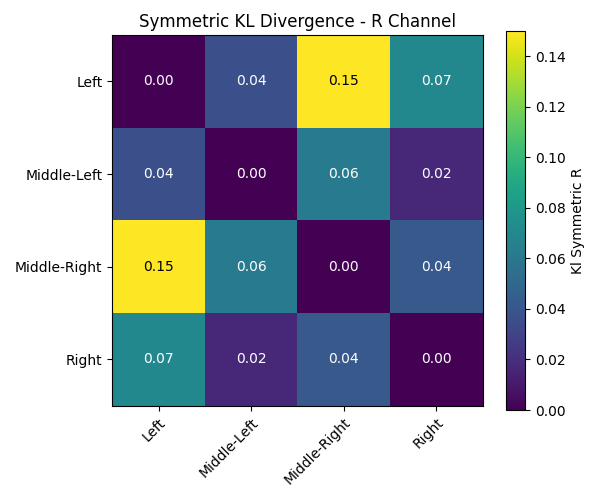 Symmetric KL Divergence - R Channel
Left 0.00 0.04 0.15 0.07
Middle-Left 0.04 0.00 0.06 0.02
Middle-Right 0.15 0.06 0.00 0.04
Right 0.07 0.02 0.04 0.00
Left
Middle-Left
Middle-Right
Right
0.14
0.12
0.10
0.08
0.06
0.04
0.02
0.00
Kl Symmetric R